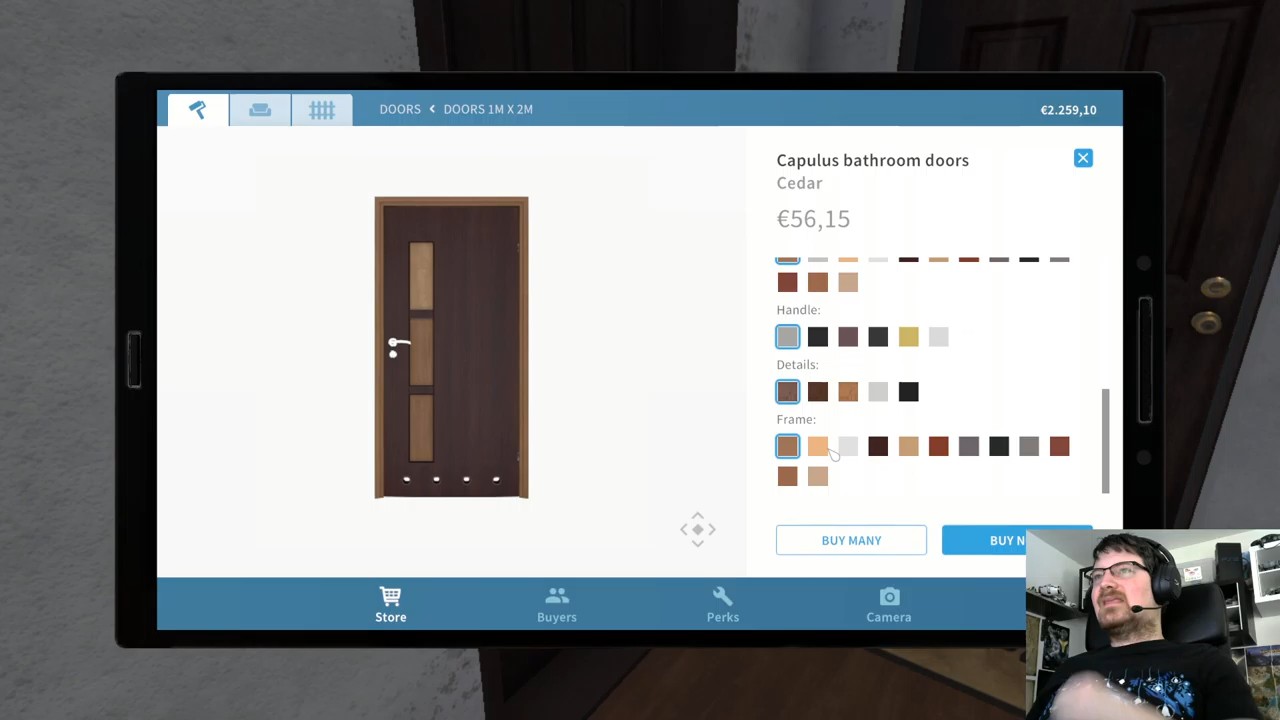 DOORS < DOORS 1M X 2M
€2.259,10
Capulus bathroom doors
Cedar
€56,15
Handle:
Details:
Frame:
BUY MANY
BUY
Store
Buyers
Perks
Camera